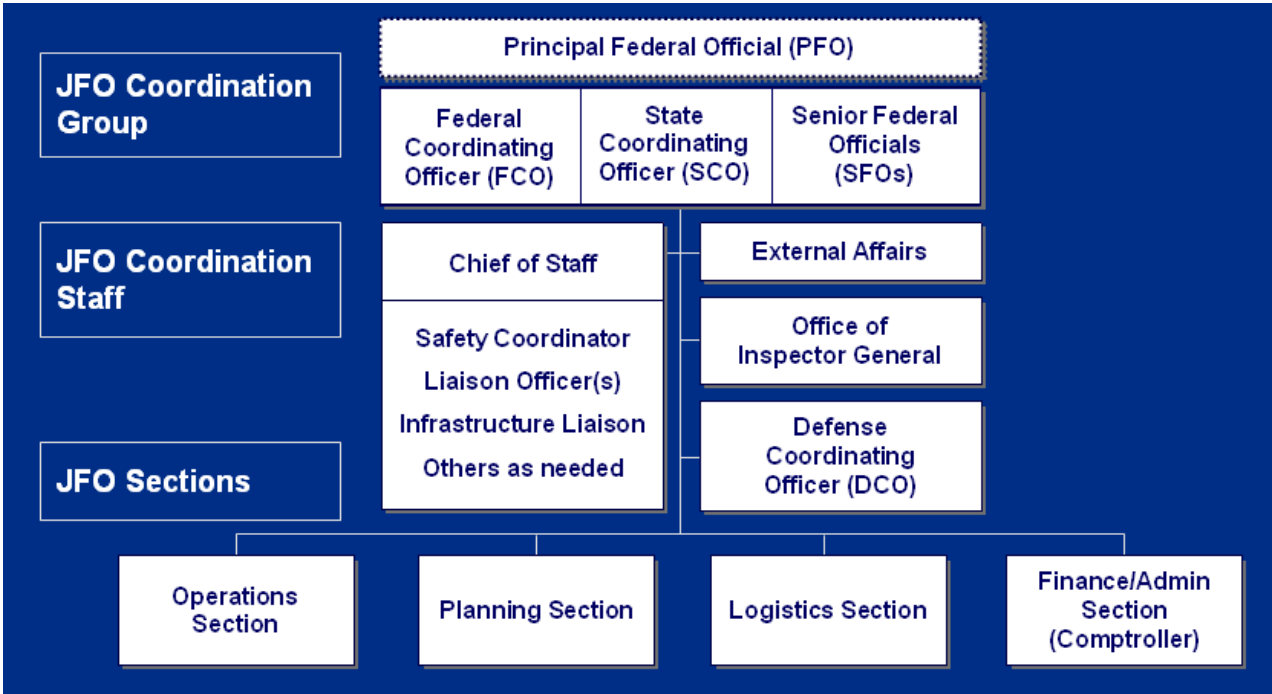 Principal Federal Official (PFO)
JFO Coordination
Group
Federal
Coordinating
Officer (FCO)
State
Coordinating
Officer (SCO)
Senior Federal
Officials
(SFOs)
JFO Coordination
Staff
Chief of Staff
Safety Coordinator
Liaison Officer(s)
Infrastructure Liaison
Others as needed
External Affairs
Office of
Inspector General
Defense
Coordinating
Officer (DCO)
JFO Sections
Operations
Section
Planning Section
Logistics Section
Finance/Admin
Section
(Comptroller)